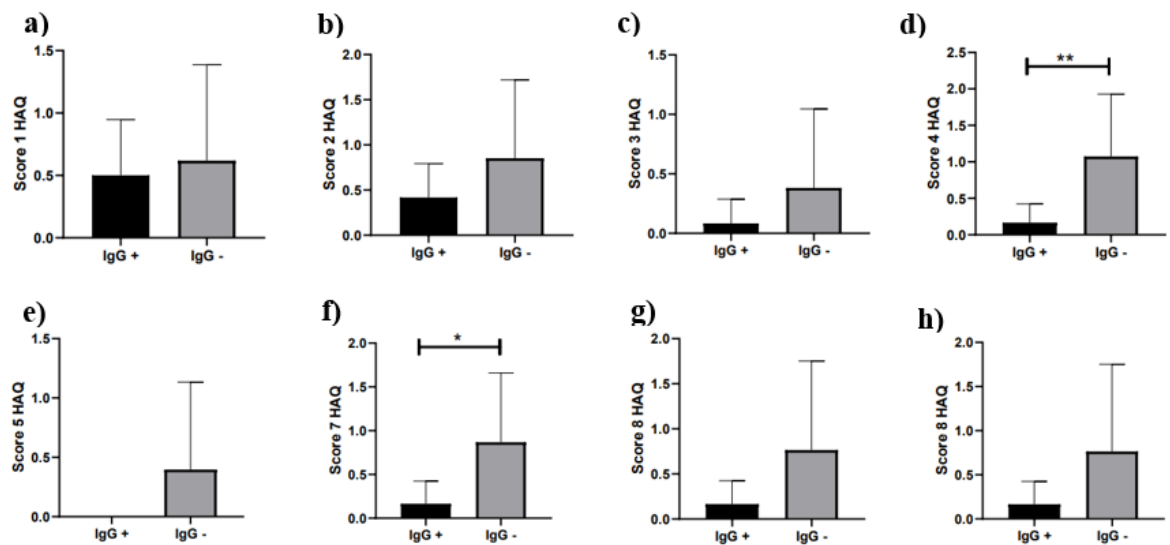 a)
Score 1 HAQ
1.5
1.0
0.5
0.0
IgG +
IgG -
b)
Score 2 HAQ
2.0
1.5
1.0
0.5
0.0
IgG +
IgG -
c)
Score 3 HAQ
1.5
1.0
0.5
0.0
IgG +
IgG -
d)
Score 4 HAQ
2.5
2.0
1.5
1.0
0.5
0.0
**
IgG +
IgG -
e)
Score 5 HAQ
1.5
1.0
0.5
0.0
IgG +
IgG -
f)
Score 7 HAQ
2.0
1.5
1.0
0.5
0.0
*
IgG +
IgG -
g)
Score 8 HAQ
2.0
1.5
1.0
0.5
0.0
IgG +
IgG -
h)
Score 8 HAQ
2.0
1.5
1.0
0.5
0.0
IgG +
IgG -